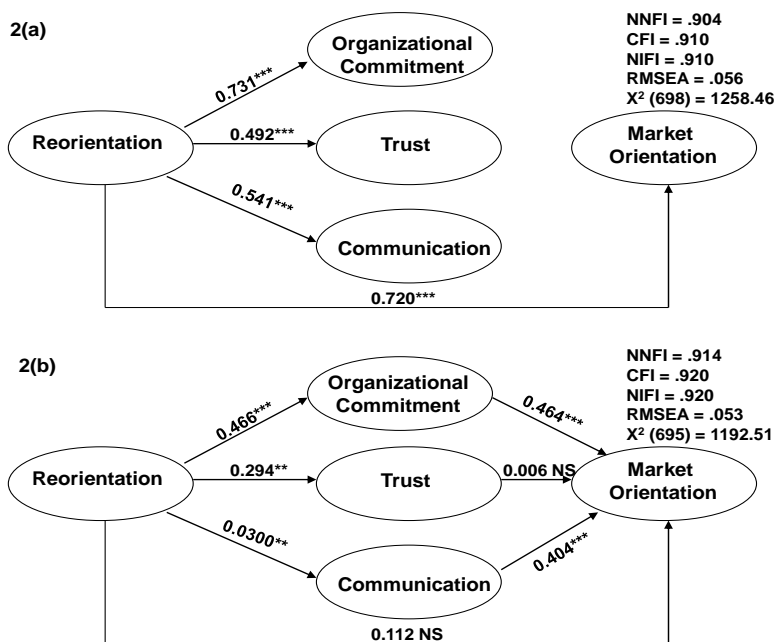 2(a)
Organizational
Commitment
NNFI = .904
CFI = .910
NIFI = .910
RMSEA = .056
X² (698) = 1258.46
0.731***
Reorientation
0.492***
Trust
Market
Orientation
0.541***
Communication
0.720***
2(b)
Organizational
Commitment
NNFI = .914
CFI = .920
NIFI = .920
RMSEA = .053
X² (695) = 1192.51
0.466***
0.464***
Reorientation
0.294**
Trust
0.006 NS
Market
Orientation
0.0300**
Communication
0.404***
0.112 NS